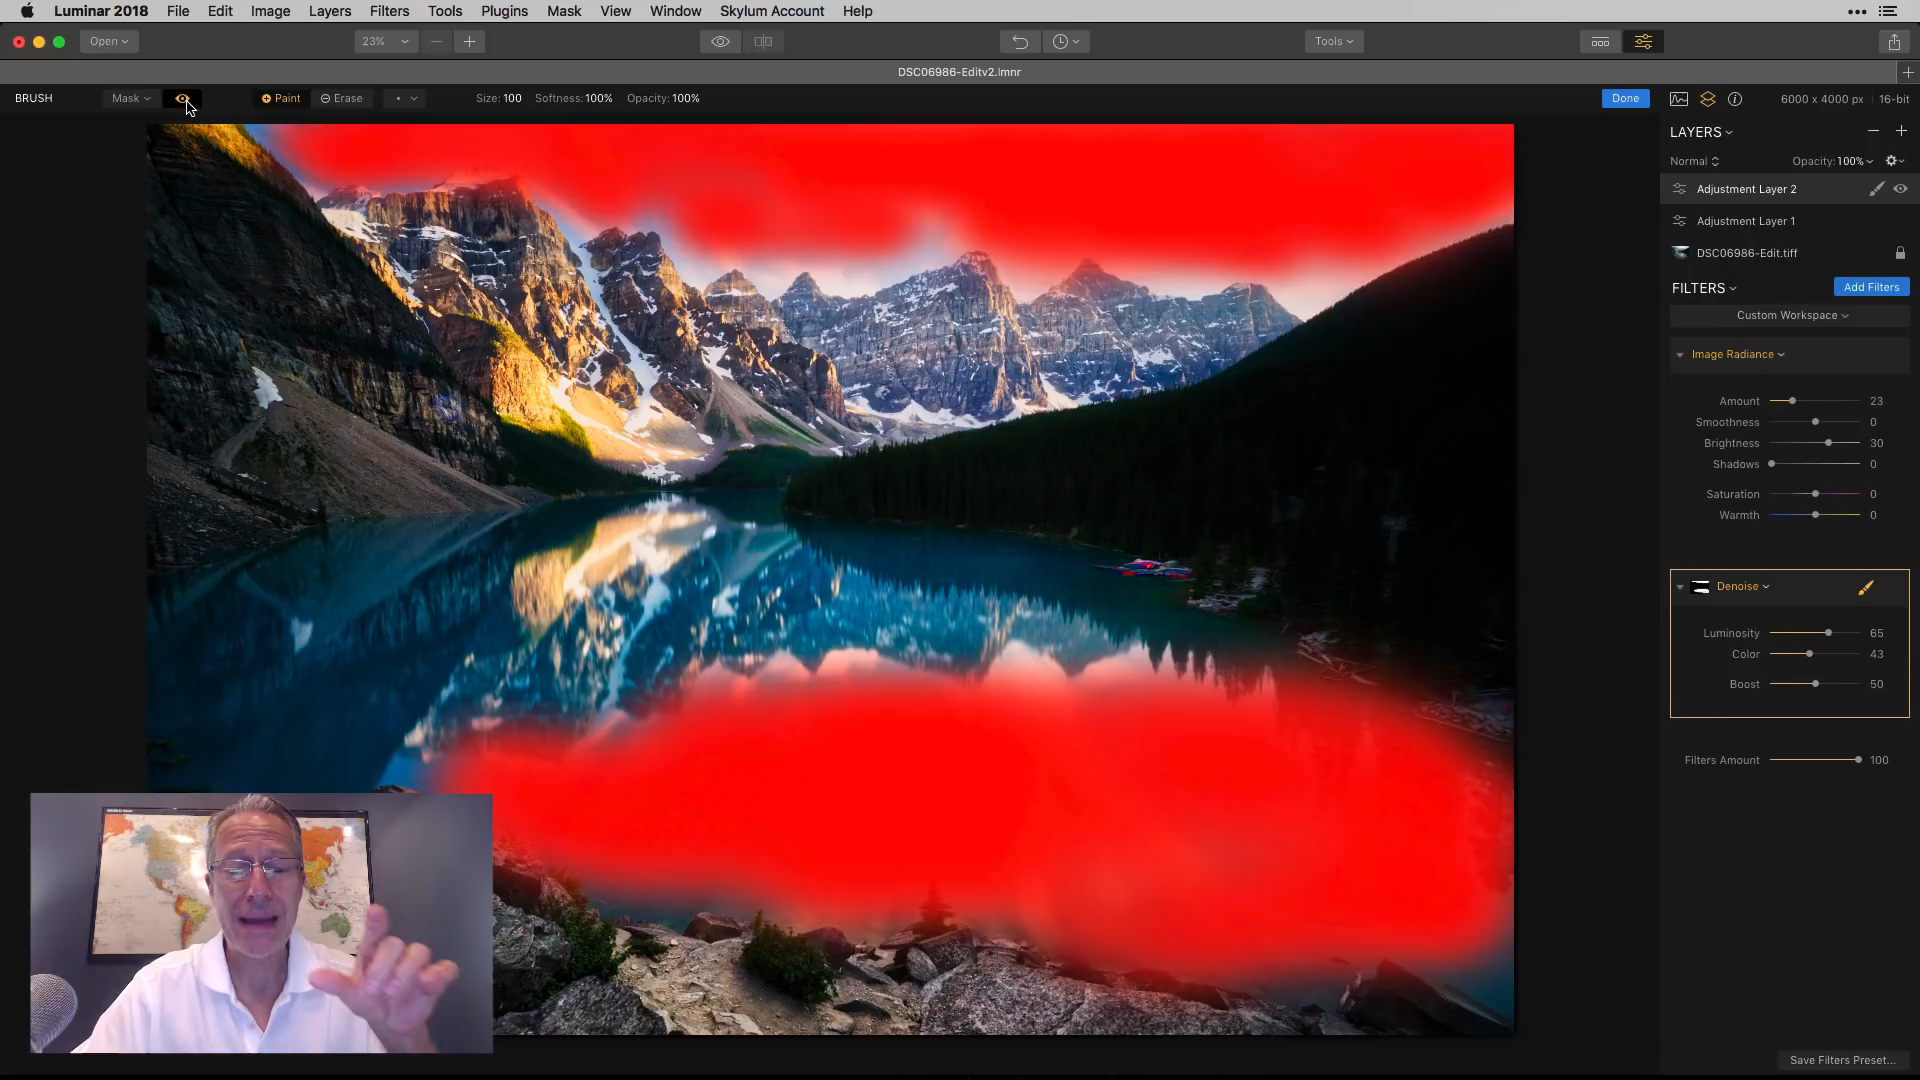 Luminar 2018 File Edit Image Layers Filters Tools Plugins Mask View Window Skylum Account Help
Open 23% Tools
DSC06986-Editv2.lmnr
BRUSH Mask Paint Erase Size: 100 Softness: 100% Opacity: 100% Done 6000 x 4000 px 16-bit
LAYERS
Normal Opacity: 100%
Adjustment Layer 2
Adjustment Layer 1
DSC06986-Edit.tiff
FILTERS Add Filters
Custom Workspace
Image Radiance
Amount 23
Smoothness 0
Brightness 30
Shadows 0
Saturation 0
Warmth 0
Denoise
Luminosity 65
Color 43
Boost 50
Filters Amount 100
Save Filters Preset...